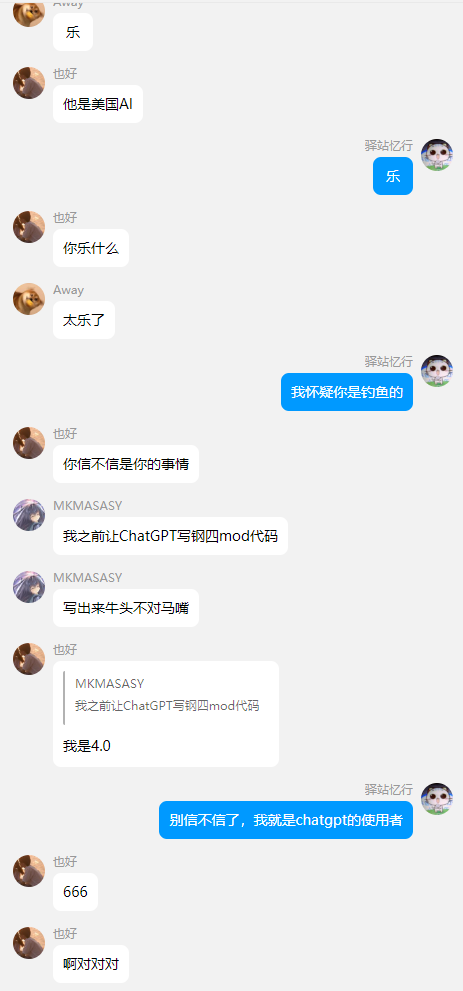 Away
乐
也好
他是美国AI
驿站忆行
乐
也好
你乐什么
Away
太乐了
驿站忆行
我怀疑你是钓鱼的
也好
你信不信是你的事情
MKMASASY
我之前让ChatGPT写钢四mod代码
MKMASASY
写出来牛头不对马嘴
也好
MKMASASY
我之前让ChatGPT写钢四mod代码
我是4.0
驿站忆行
别信不信了，我就是chatgpt的使用者
也好
666
也好
啊对对对